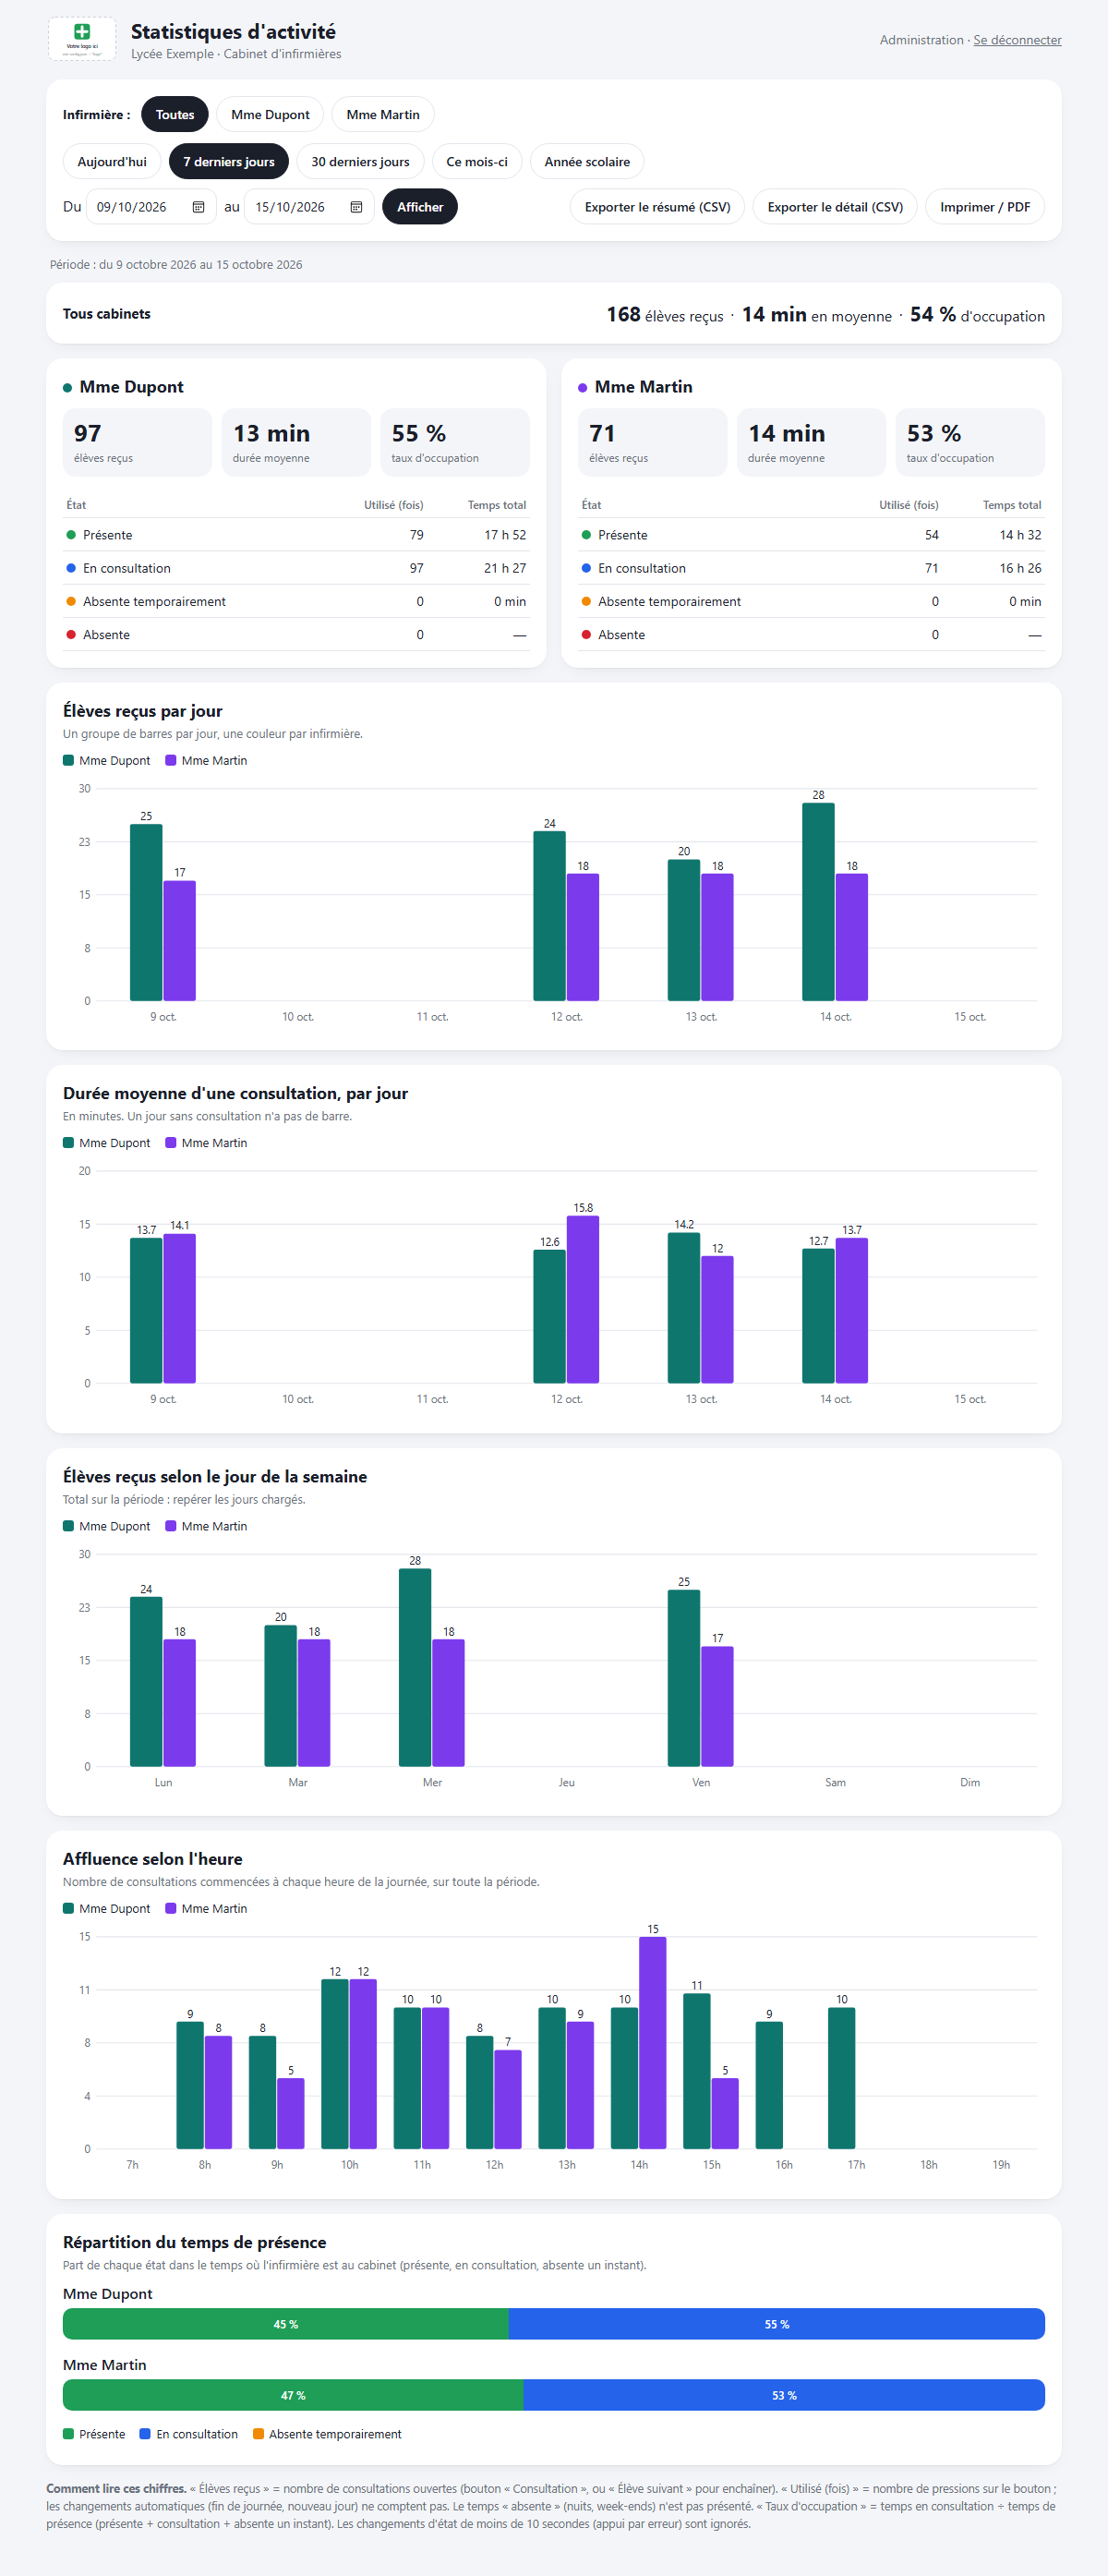 Votre logo ici
Statistiques d'activité
Lycée Exemple · Cabinet d'infirmières
Administration · Se déconnecter
Infirmière : Toutes Mme Dupont Mme Martin
Aujourd'hui 7 derniers jours 30 derniers jours Ce mois-ci Année scolaire
Du 09/10/2026 au 15/10/2026 Afficher Exporter le résumé (CSV) Exporter le détail (CSV) Imprimer / PDF
Période : du 9 octobre 2026 au 15 octobre 2026
Tous cabinets 168 élèves reçus · 14 min en moyenne · 54 % d'occupation
Mme Dupont
97 13 min 55 %
élèves reçus durée moyenne taux d'occupation
État Utilisé (fois) Temps total
Présente 79 17 h 52
En consultation 97 21 h 27
Absente temporairement 0 0 min
Absente 0 —
Mme Martin
71 14 min 53 %
élèves reçus durée moyenne taux d'occupation
État Utilisé (fois) Temps total
Présente 54 14 h 32
En consultation 71 16 h 26
Absente temporairement 0 0 min
Absente 0 —
Élèves reçus par jour
Un groupe de barres par jour, une couleur par infirmière.
Mme Dupont Mme Martin
30
28
25
24
23
20
17 18 18 18
15
8
0
9 oct. 10 oct. 11 oct. 12 oct. 13 oct. 14 oct. 15 oct.
Durée moyenne d'une consultation, par jour
En minutes. Un jour sans consultation n'a pas de barre.
Mme Dupont Mme Martin
20
15
13.7 14.1 12.6 15.8 14.2 12 12.7 13.7
10
5
0
9 oct. 10 oct. 11 oct. 12 oct. 13 oct. 14 oct. 15 oct.
Élèves reçus selon le jour de la semaine
Total sur la période : repérer les jours chargés.
Mme Dupont Mme Martin
30
23
24 18 20 18 28 18 25 17
15
8
0
Lun Mar Mer Jeu Ven Sam Dim
Affluence selon l'heure
Nombre de consultations commencées à chaque heure de la journée, sur toute la période.
Mme Dupont Mme Martin
15
11
9 8 8 5 12 12 10 10 8 7 10 9 10 15 11 5 9 10
8
4
0
7h 8h 9h 10h 11h 12h 13h 14h 15h 16h 17h 18h 19h
Répartition du temps de présence
Part de chaque état dans le temps où l'infirmière est au cabinet (présente, en consultation, absente un instant).
Mme Dupont
45 % 55 %
Mme Martin
47 % 53 %
Présente En consultation Absente temporairement
Comment lire ces chiffres. « Élèves reçus » = nombre de consultations ouvertes (bouton « Consultation », ou « Élève suivant » pour enchaîner). « Utilisé (fois) » = nombre de pressions sur le bouton ;
les changements automatiques (fin de journée, nouveau jour) ne comptent pas. Le temps « absente » (nuits, week-ends) n'est pas présenté. « Taux d'occupation » = temps en consultation ÷ temps de
présence (présente + consultation + absente un instant). Les changements d'état de moins de 10 secondes (appui par erreur) sont ignorés.